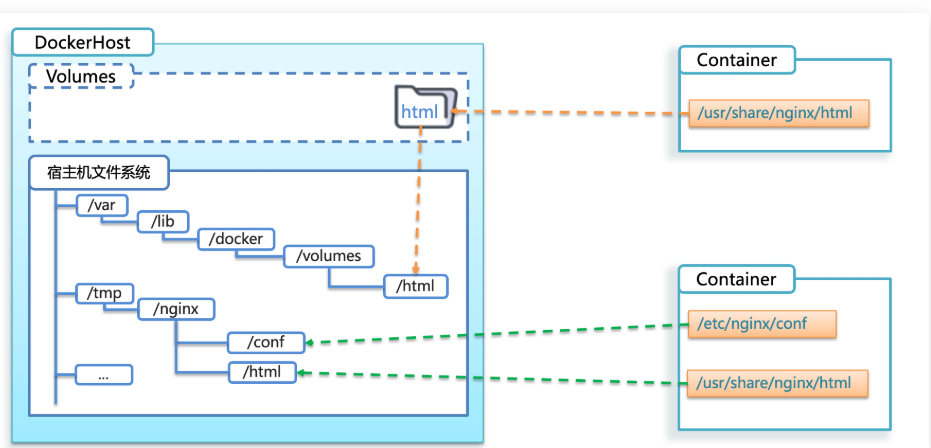 DockerHost
Volumes
html
宿主机文件系统
/var
/lib
/docker
/volumes
/html
/tmp
/nginx
/conf
/html
...
Container
/usr/share/nginx/html
Container
/etc/nginx/conf
/usr/share/nginx/html